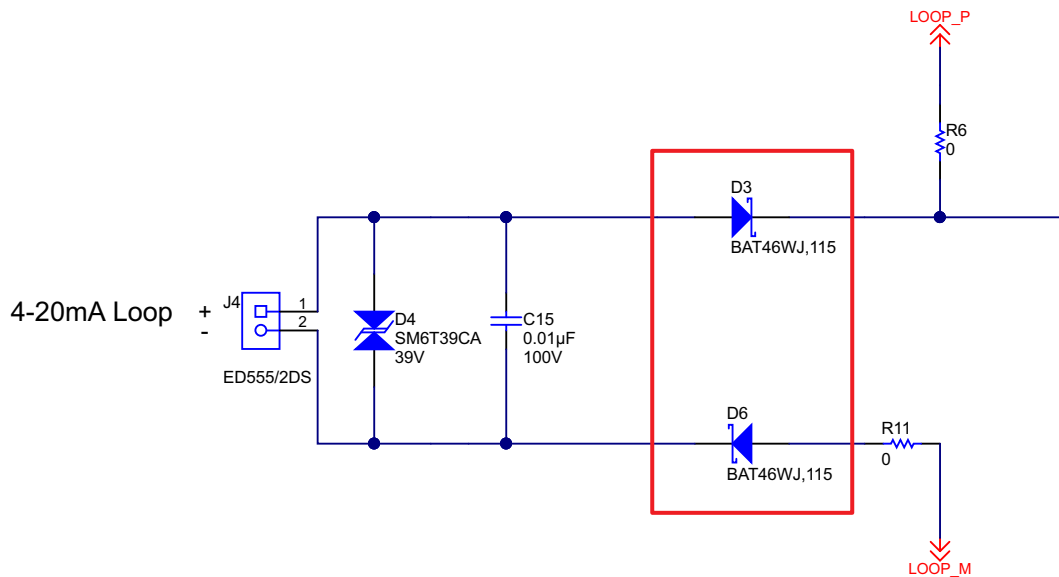 LOOP_P
R6
0
D3
BAT46WJ,115
4-20mA Loop
+
-
J4
1
2
ED555/2DS
D4
SM6T39CA
39V
C15
0.01µF
100V
D6
BAT46WJ,115
R11
0
LOOP_M